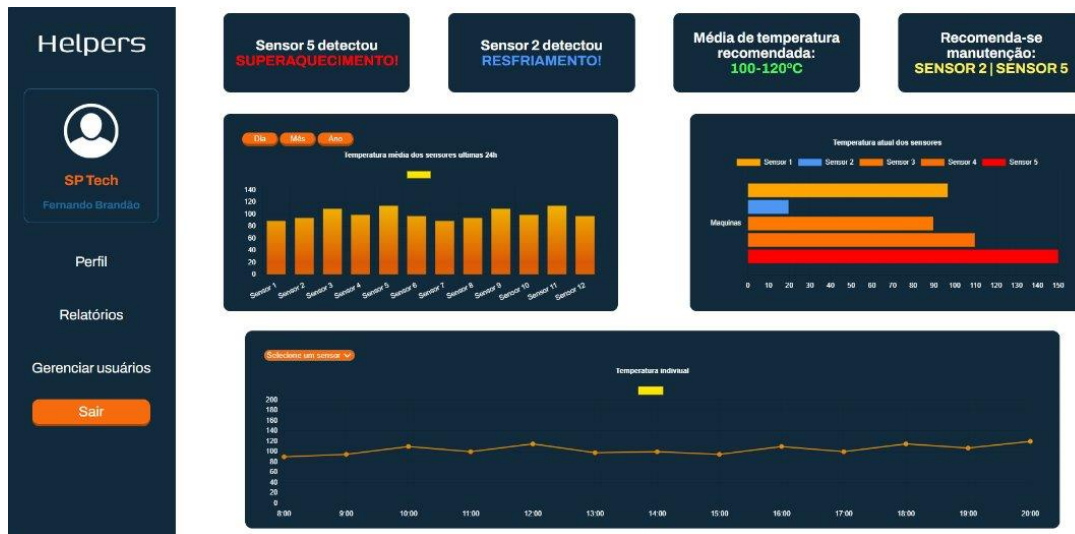 Helpers
SP Tech
Fernando Brandão
Perfil
Relatórios
Gerenciar usuários
Sair
Sensor 5 detectou
SUPERAQUECIMENTO!
Sensor 2 detectou
RESFRIAMENTO!
Média de temperatura
recomendada:
100-120ºC
Recomenda-se
manutenção:
SENSOR 2 | SENSOR 5
Dia Mês Ano
Temperatura média dos sensores ultimas 24h
140
120
100
80
60
40
20
0
Sensor 1 Sensor 2 Sensor 3 Sensor 4 Sensor 5 Sensor 6 Sensor 7 Sensor 8 Sensor 9 Sensor 10 Sensor 11 Sensor 12
Temperatura atual dos sensores
Sensor 1 Sensor 2 Sensor 3 Sensor 4 Sensor 5
Maquinas
0 10 20 30 40 50 60 70 80 90 100 110 120 130 140 150
Selecione um sensor
Temperatura indiviual
200
180
160
140
120
100
80
60
40
20
0
8:00 9:00 10:00 11:00 12:00 13:00 14:00 15:00 16:00 17:00 18:00 19:00 20:00